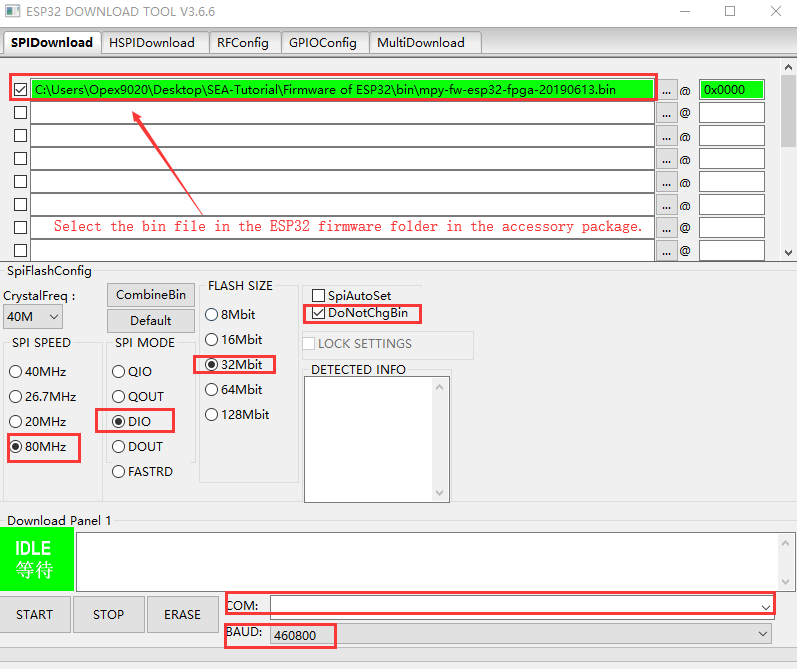 ESP32 DOWNLOAD TOOL V3.6.6
SPIDownload HSPIDownload RFConfig GPIOConfig MultiDownload
C:\Users\Opex9020\Desktop\SEA-Tutorial\Firmware of ESP32\bin\mpy-fw-esp32-fpga-20190613.bin ... @ 0x0000
... @
... @
... @
... @
... @
Select the bin file in the ESP32 firmware folder in the accessory package. ... @
... @
SpiFlashConfig
CrystalFreq :
40M
CombineBin
Default
SPI SPEED
40MHz
26.7MHz
20MHz
80MHz
SPI MODE
QIO
QOUT
DIO
DOUT
FASTRD
FLASH SIZE
8Mbit
16Mbit
32Mbit
64Mbit
128Mbit
SpiAutoSet
DoNotChgBin
LOCK SETTINGS
DETECTED INFO
Download Panel 1
IDLE
等待
START STOP ERASE
COM:
BAUD: 460800